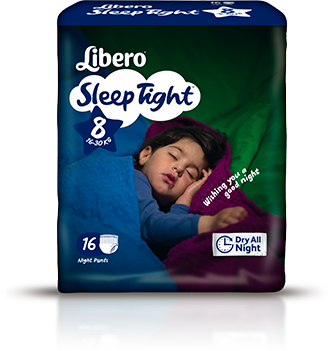 Libero
Sleep Tight
8
16-30 KG
Wishing you a
good night
16
Night Pants
Dry All
Night